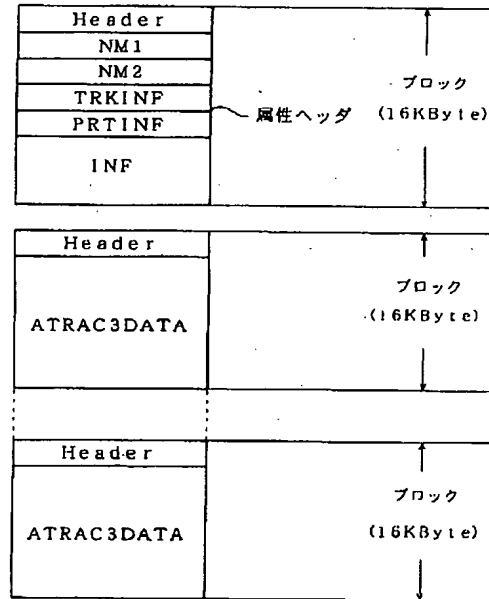 Header
NM1
NM2
TRKINF
PRTINF
INF
属性ヘッダ
ブロック
(16KByte)
Header
ATRAC3DATA
ブロック
(16KByte)
Header
ATRAC3DATA
ブロック
(16KByte)